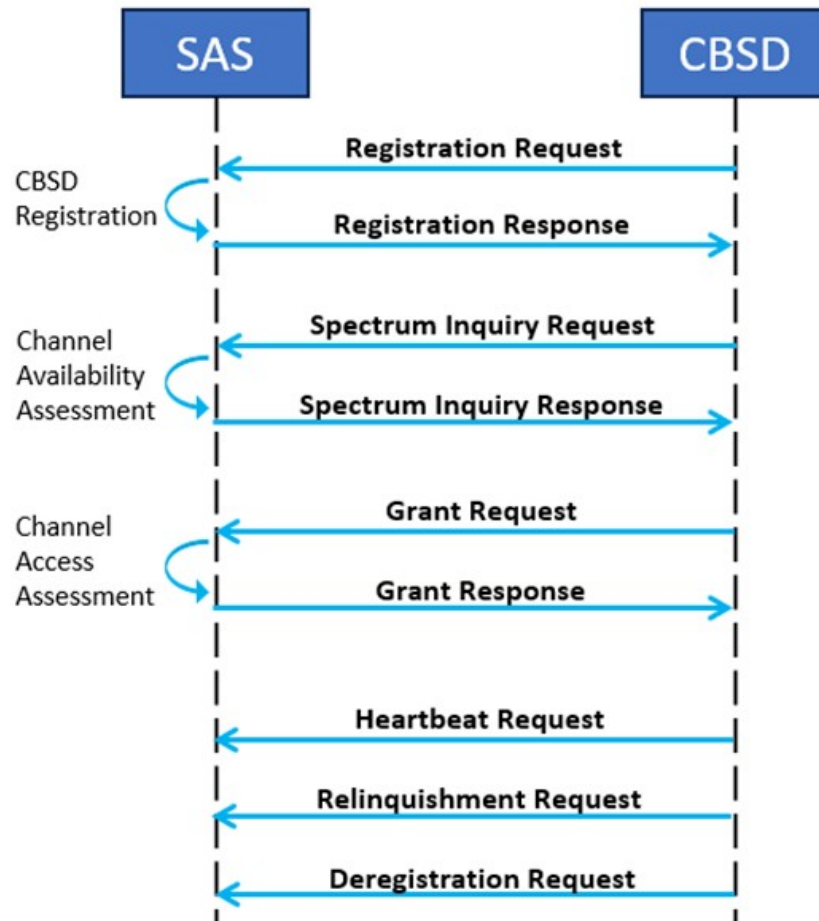 SAS
CBSD
Registration Request
CBSD
Registration
Registration Response
Spectrum Inquiry Request
Channel
Availability
Assessment
Spectrum Inquiry Response
Grant Request
Channel
Access
Assessment
Grant Response
Heartbeat Request
Relinquishment Request
Deregistration Request